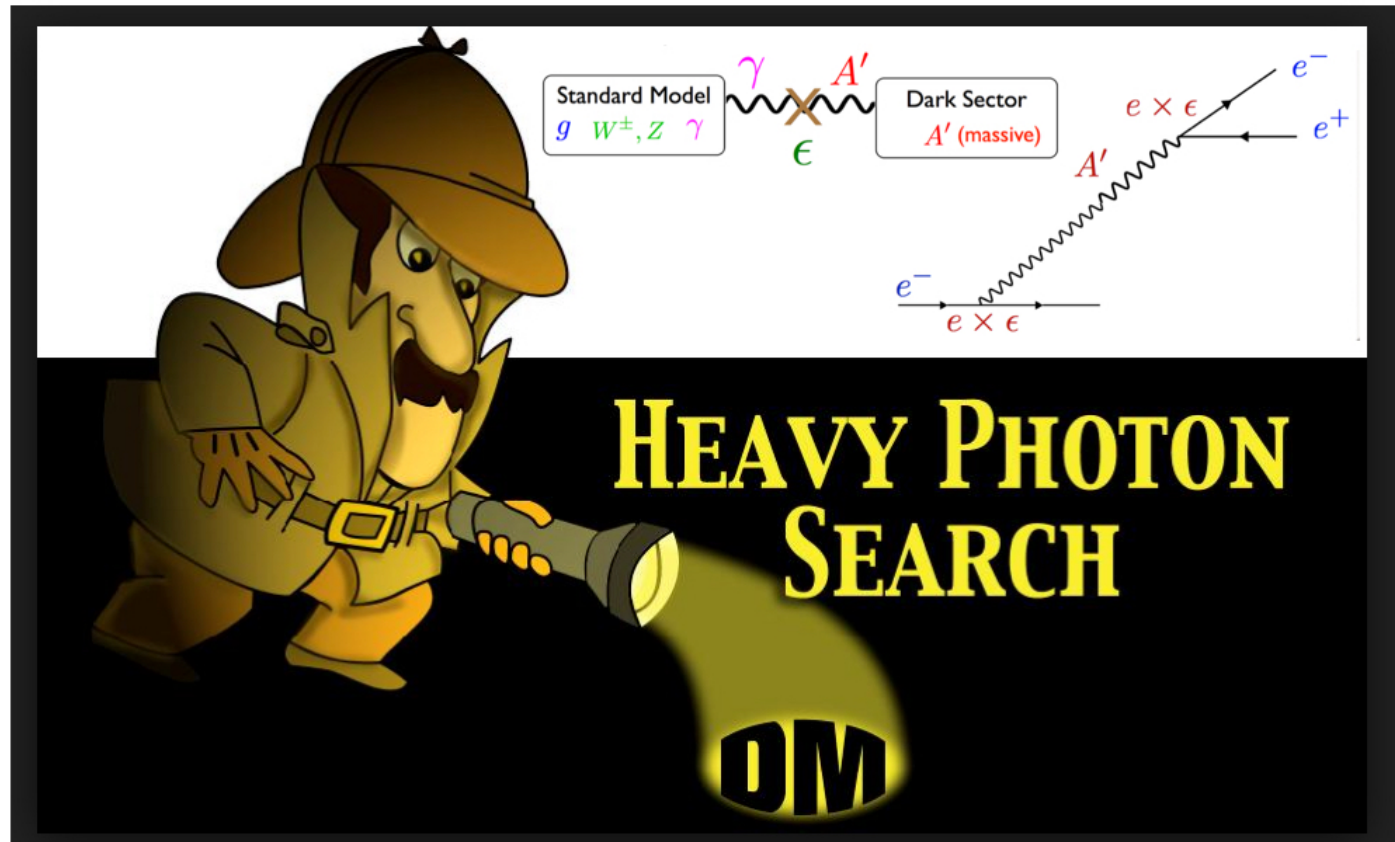 γ A′
Standard Model
g W±, Z γ
ϵ
Dark Sector
A′ (massive)
e⁻
e × ϵ
e⁺
A′
e⁻
e × ϵ
HEAVY PHOTON
SEARCH
DM